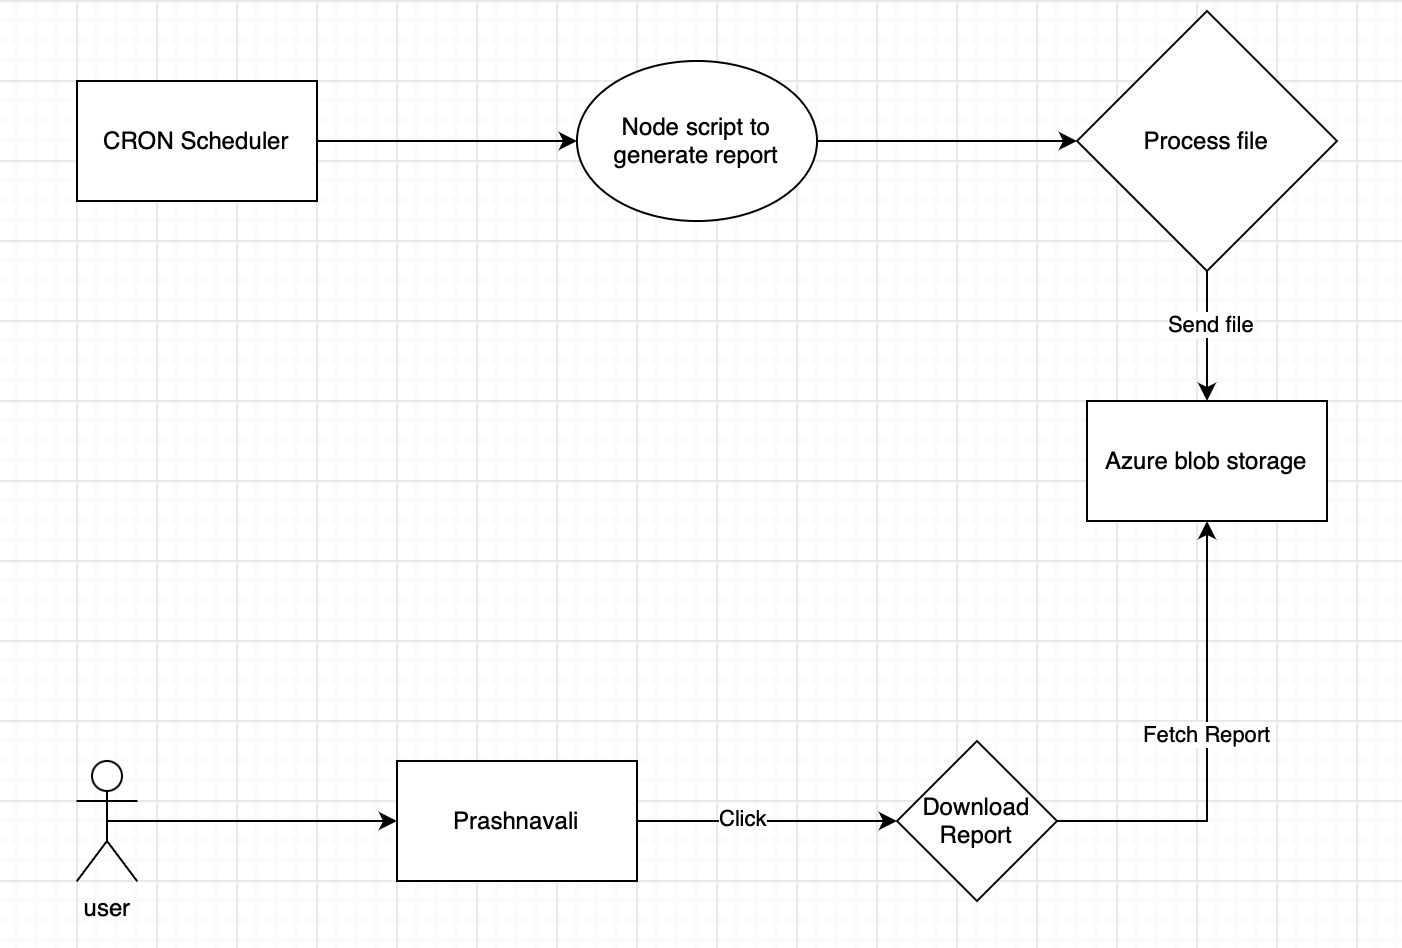 CRON Scheduler
Node script to
generate report
Process file
Send file
Azure blob storage
Fetch Report
Prashnavali
Click
Download
Report
user